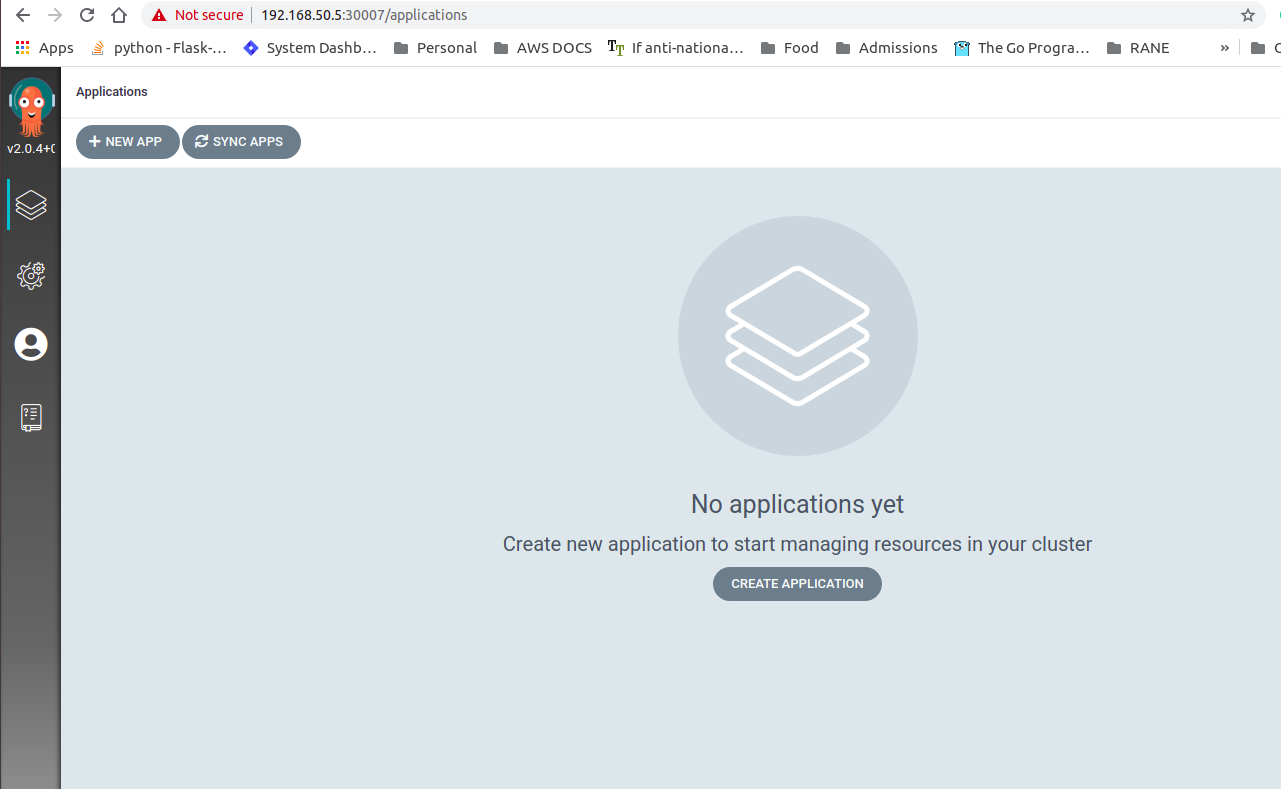 Not secure 192.168.50.5:30007/applications
Apps python - Flask-... System Dashb... Personal AWS DOCS If anti-nationa... Food Admissions The Go Progra... RANE »
Applications
v2.0.4+
NEW APP SYNC APPS
No applications yet
Create new application to start managing resources in your cluster
CREATE APPLICATION